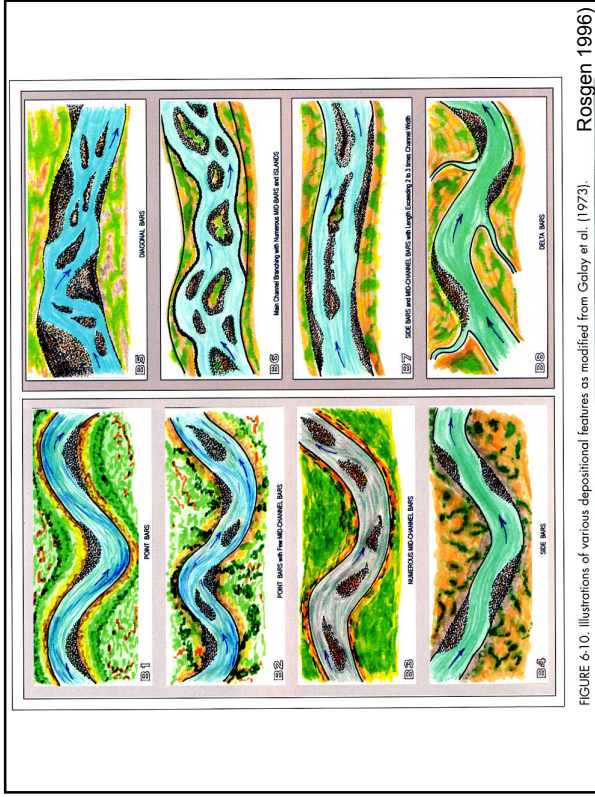 B1
POINT BARS
B2
POINT BARS with Few MID-CHANNEL BARS
B3
NUMEROUS MID-CHANNEL BARS
B4
SIDE BARS
B5
DIAGONAL BARS
B6
Main Channel Branching with Numerous MID-BARS and ISLANDS
B7
SIDE BARS and MID-CHANNEL BARS with Length Exceeding 2 to 3 times Channel Width
B8
DELTA BARS
FIGURE 6-10. Illustrations of various depositional features as modified from Galay et al. (1973).
Rosgen 1996)